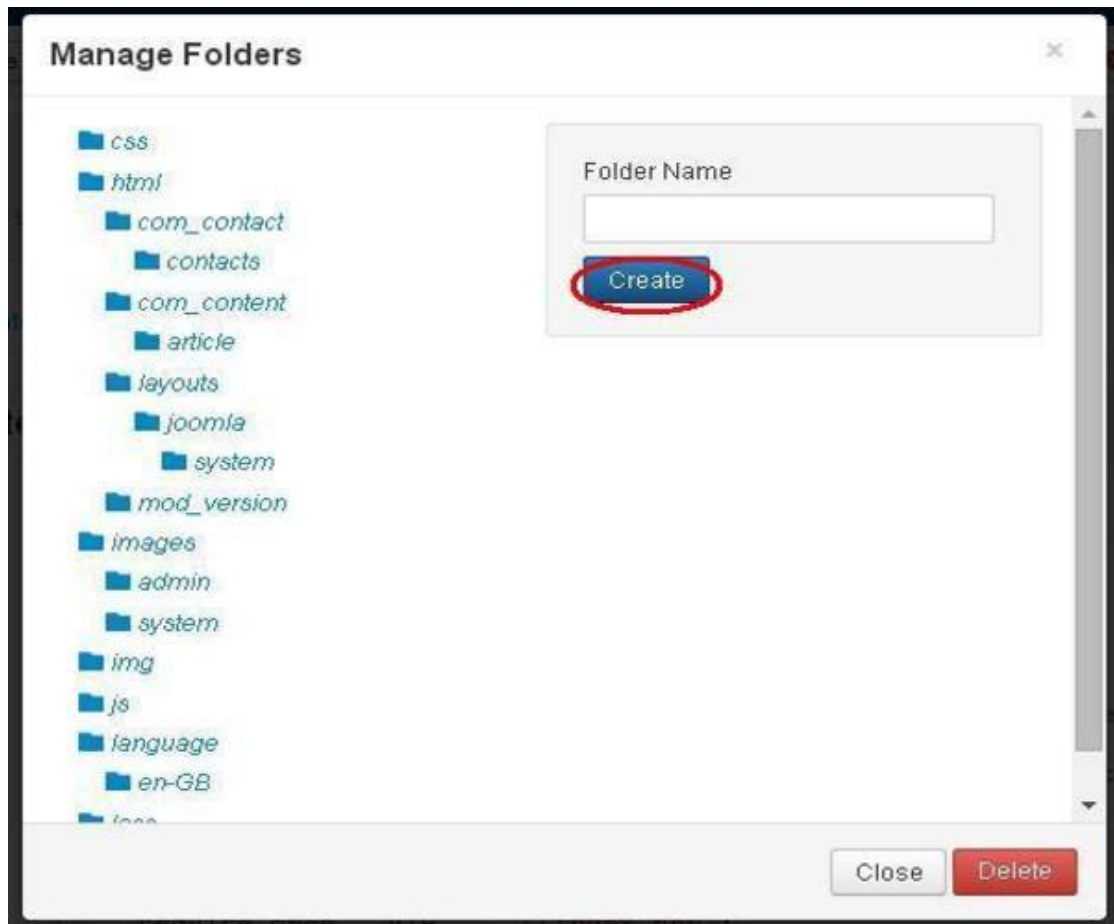 Manage Folders
×
css
html
com_contact
contacts
com_content
article
layouts
joomla
system
mod_version
images
admin
system
img
js
language
en-GB
Folder Name
Create
Close
Delete